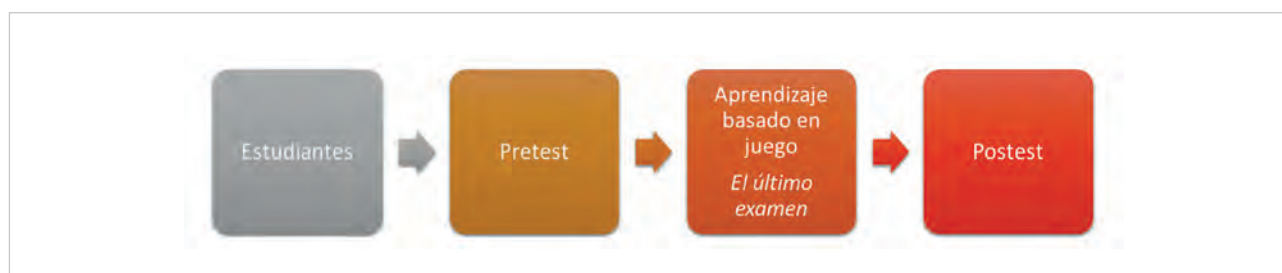 Estudiantes
Pretest
Aprendizaje
basado en
juego
El último
examen
Postest